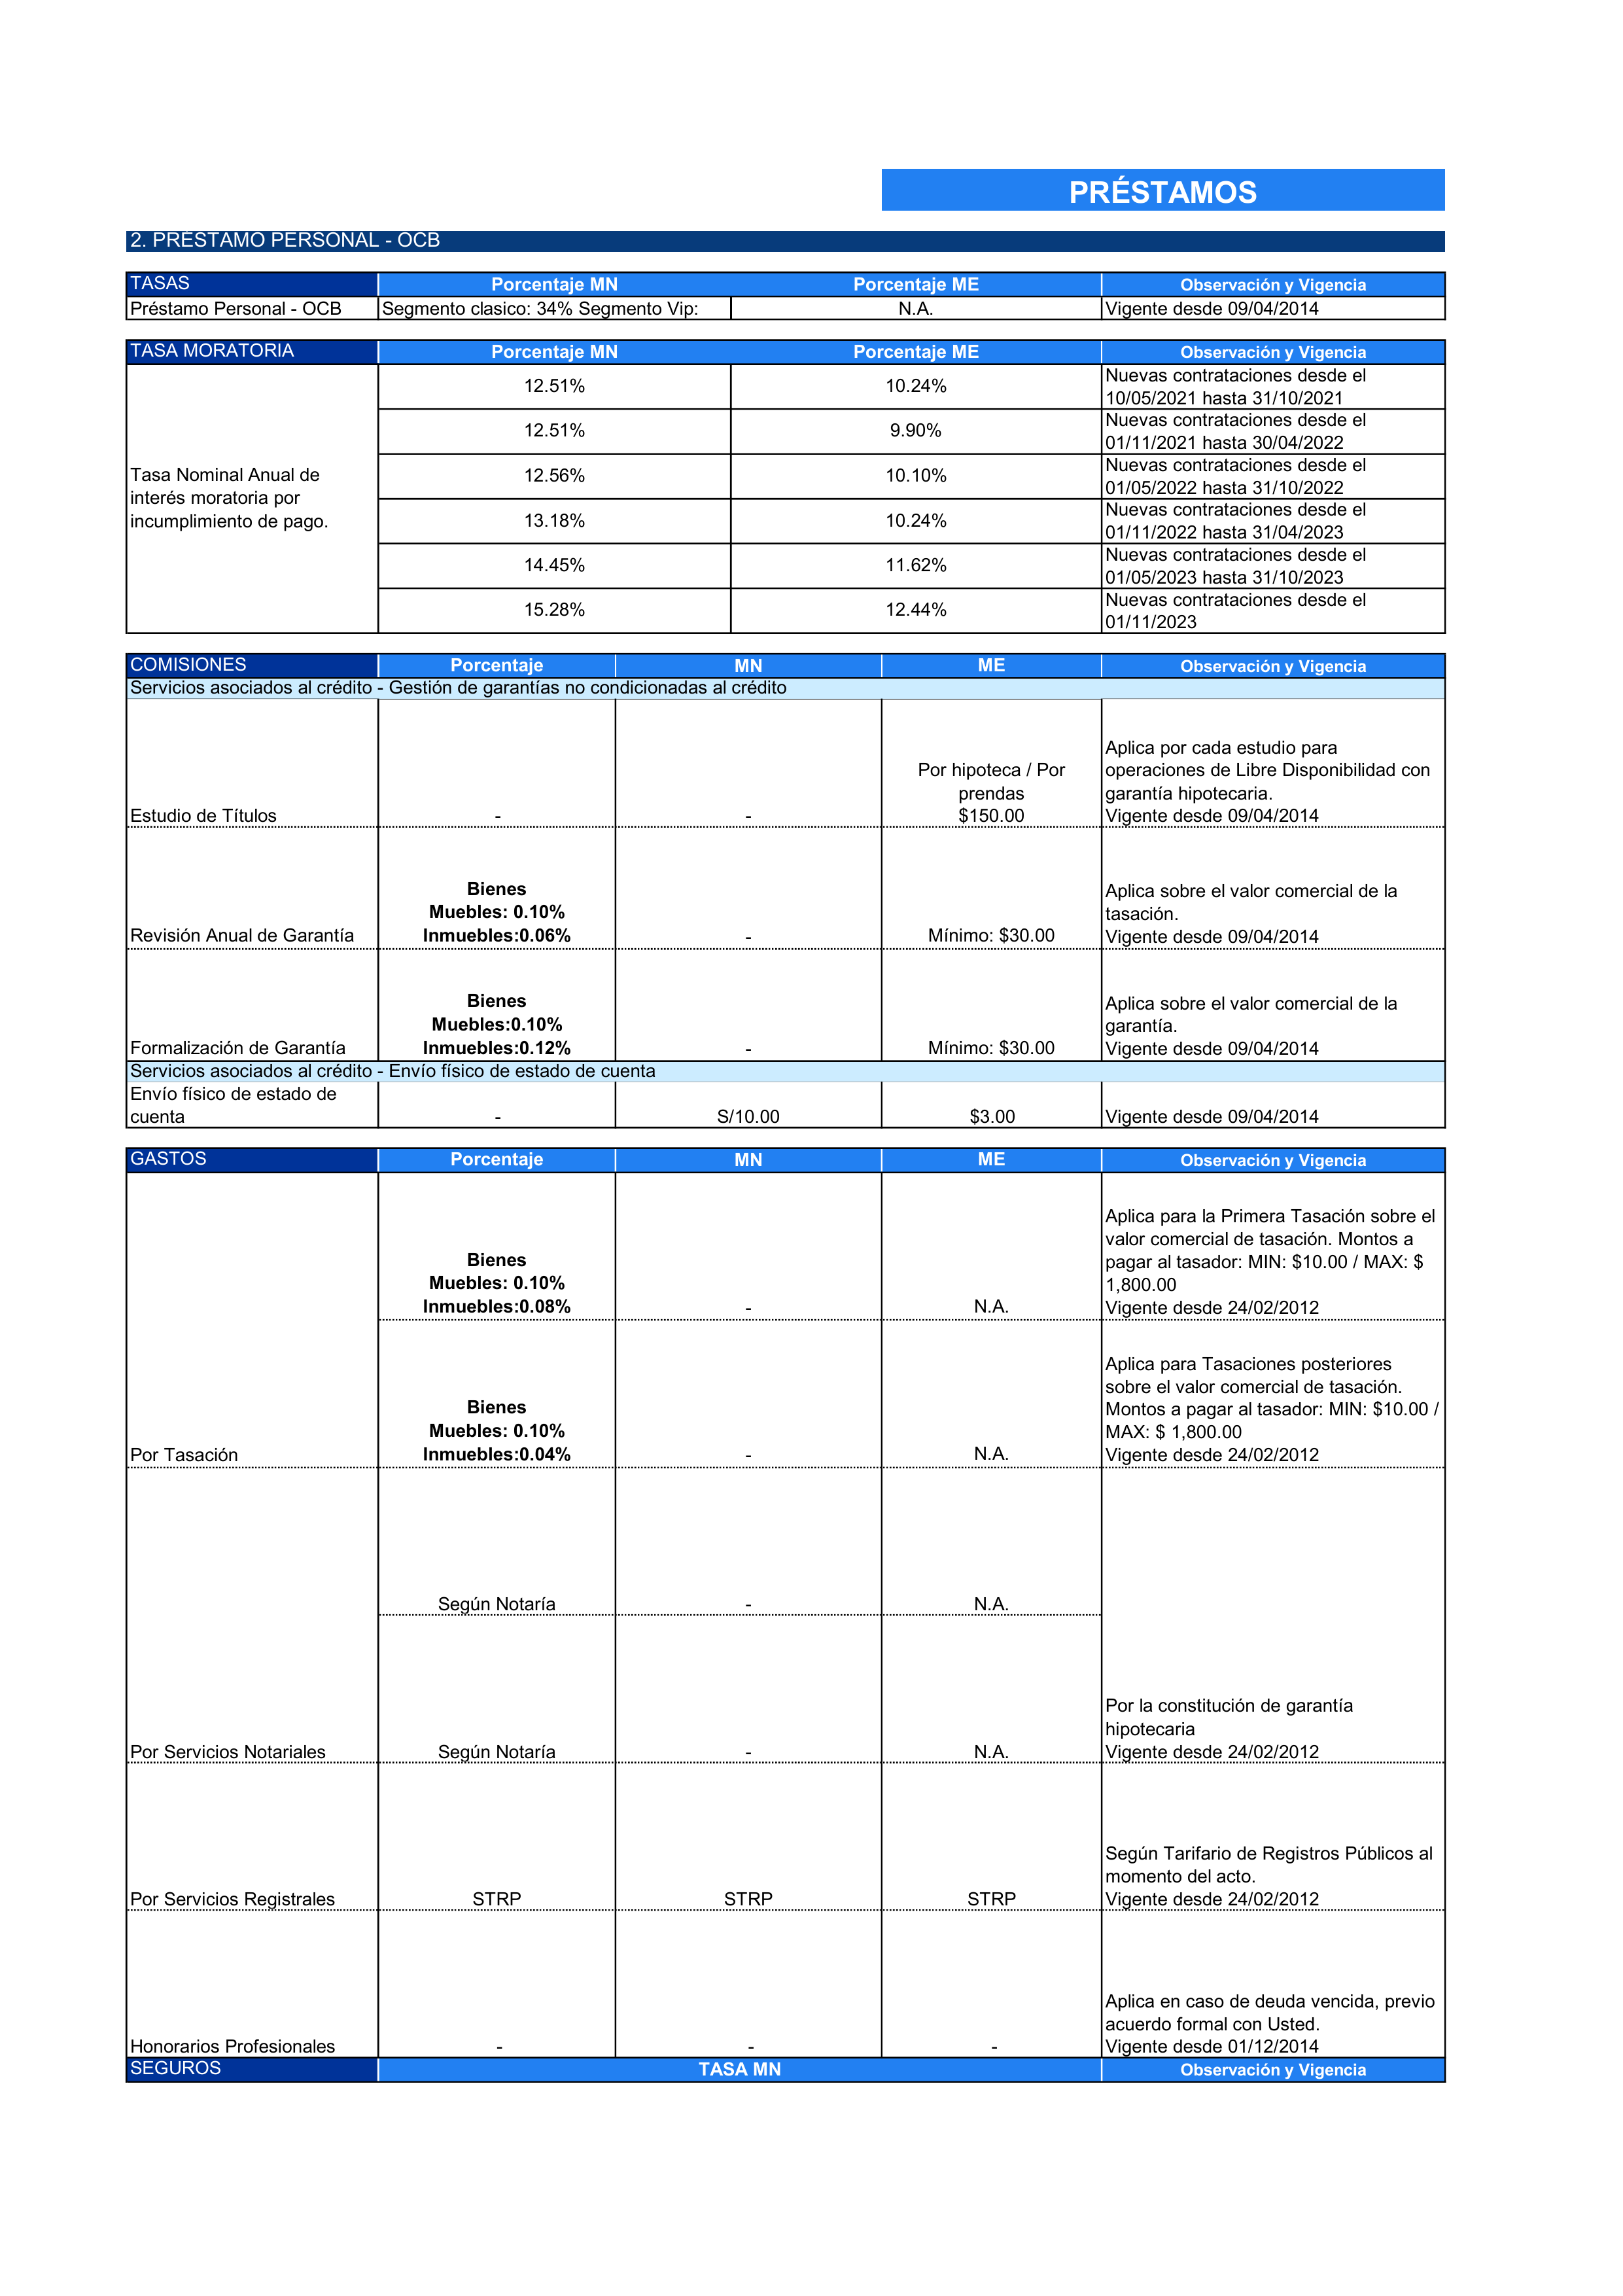 PRÉSTAMOS
2. PRÉSTAMO PERSONAL - OCB
TASAS Porcentaje MN Porcentaje ME Observación y Vigencia
Préstamo Personal - OCB Segmento clasico: 34% Segmento Vip: N.A. Vigente desde 09/04/2014
TASA MORATORIA Porcentaje MN Porcentaje ME Observación y Vigencia
Tasa Nominal Anual de
interés moratoria por
incumplimiento de pago.
12.51% 10.24% Nuevas contrataciones desde el
10/05/2021 hasta 31/10/2021
12.51% 9.90% Nuevas contrataciones desde el
01/11/2021 hasta 30/04/2022
12.56% 10.10% Nuevas contrataciones desde el
01/05/2022 hasta 31/10/2022
13.18% 10.24% Nuevas contrataciones desde el
01/11/2022 hasta 31/04/2023
14.45% 11.62% Nuevas contrataciones desde el
01/05/2023 hasta 31/10/2023
15.28% 12.44% Nuevas contrataciones desde el
01/11/2023
COMISIONES Porcentaje MN ME Observación y Vigencia
Servicios asociados al crédito - Gestión de garantías no condicionadas al crédito
Estudio de Títulos - -
Por hipoteca / Por
prendas
$150.00
Aplica por cada estudio para
operaciones de Libre Disponibilidad con
garantía hipotecaria.
Vigente desde 09/04/2014
Revisión Anual de Garantía
Bienes
Muebles: 0.10%
Inmuebles:0.06%
- Mínimo: $30.00
Aplica sobre el valor comercial de la
tasación.
Vigente desde 09/04/2014
Formalización de Garantía
Bienes
Muebles:0.10%
Inmuebles:0.12%
- Mínimo: $30.00
Aplica sobre el valor comercial de la
garantía.
Vigente desde 09/04/2014
Servicios asociados al crédito - Envío físico de estado de cuenta
Envío físico de estado de
cuenta - S/10.00 $3.00 Vigente desde 09/04/2014
GASTOS Porcentaje MN ME Observación y Vigencia
Por Tasación
Bienes
Muebles: 0.10%
Inmuebles:0.08%
- N.A.
Aplica para la Primera Tasación sobre el
valor comercial de tasación. Montos a
pagar al tasador: MIN: $10.00 / MAX: $
1,800.00
Vigente desde 24/02/2012
Bienes
Muebles: 0.10%
Inmuebles:0.04%
- N.A.
Aplica para Tasaciones posteriores
sobre el valor comercial de tasación.
Montos a pagar al tasador: MIN: $10.00 /
MAX: $ 1,800.00
Vigente desde 24/02/2012
Según Notaría - N.A.
Por Servicios Notariales Según Notaría - N.A.
Por la constitución de garantía
hipotecaria
Vigente desde 24/02/2012
Por Servicios Registrales STRP STRP STRP
Según Tarifario de Registros Públicos al
momento del acto.
Vigente desde 24/02/2012
Honorarios Profesionales - - -
Aplica en caso de deuda vencida, previo
acuerdo formal con Usted.
Vigente desde 01/12/2014
SEGUROS TASA MN Observación y Vigencia